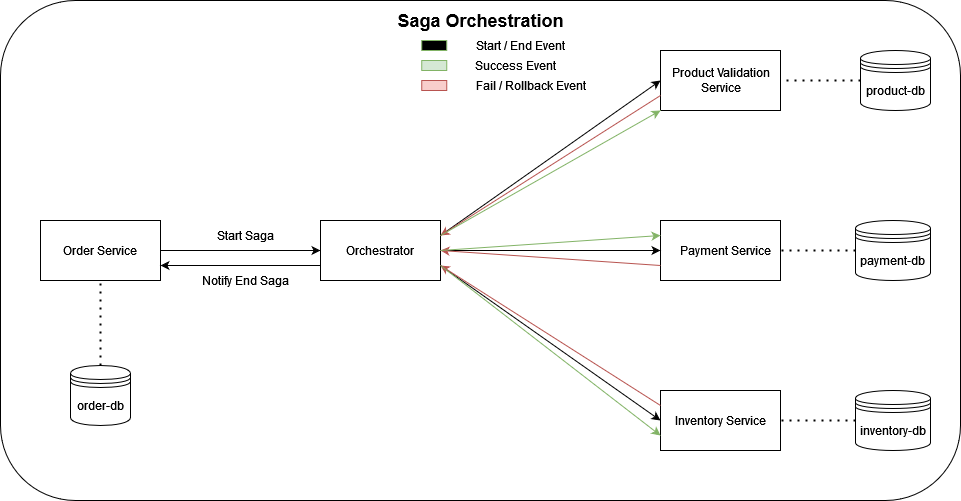 Saga Orchestration
Start / End Event
Success Event
Fail / Rollback Event
Product Validation
Service
product-db
Order Service
Start Saga
Notify End Saga
Orchestrator
Payment Service
payment-db
order-db
Inventory Service
inventory-db